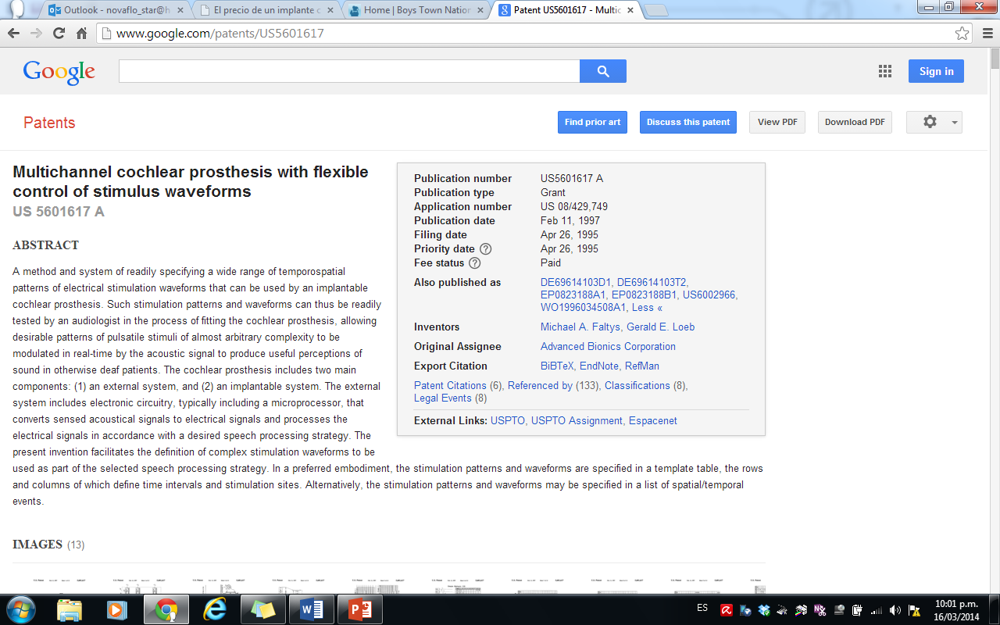 Outlook - novaflo_star@h
El precio de un implante c
Home | Boys Town Nation
Patent US5601617 - Multic
www.google.com/patents/US5601617
Google
Sign in
Patents
Find prior art
Discuss this patent
View PDF
Download PDF
Multichannel cochlear prosthesis with flexible
control of stimulus waveforms
US 5601617 A
ABSTRACT
A method and system of readily specifying a wide range of temporospatial
patterns of electrical stimulation waveforms that can be used by an implantable
cochlear prosthesis. Such stimulation patterns and waveforms can thus be readily
tested by an audiologist in the process of fitting the cochlear prosthesis, allowing
desirable patterns of pulsatile stimuli of almost arbitrary complexity to be
modulated in real-time by the acoustic signal to produce useful perceptions of
sound in otherwise deaf patients. The cochlear prosthesis includes two main
components: (1) an external system, and (2) an implantable system. The external
system includes electronic circuitry, typically including a microprocessor, that
converts sensed acoustical signals to electrical signals and processes the
electrical signals in accordance with a desired speech processing strategy. The
present invention facilitates the definition of complex stimulation waveforms to be
used as part of the selected speech processing strategy. In a preferred embodiment, the stimulation patterns and waveforms are specified in a template table, the rows
and columns of which define time intervals and stimulation sites. Alternatively, the stimulation patterns and waveforms may be specified in a list of spatial/temporal
events.
Publication number US5601617 A
Publication type Grant
Application number US 08/429,749
Publication date Feb 11, 1997
Filing date Apr 26, 1995
Priority date ? Apr 26, 1995
Fee status ? Paid
Also published as DE69614103D1, DE69614103T2,
EP0823188A1, EP0823188B1, US6002966,
WO1996034508A1, Less «
Inventors Michael A. Faltys, Gerald E. Loeb
Original Assignee Advanced Bionics Corporation
Export Citation BiBTeX, EndNote, RefMan
Patent Citations (6), Referenced by (133), Classifications (8),
Legal Events (8)
External Links: USPTO, USPTO Assignment, Espacenet
IMAGES (13)
ES
10:01 p.m.
16/03/2014